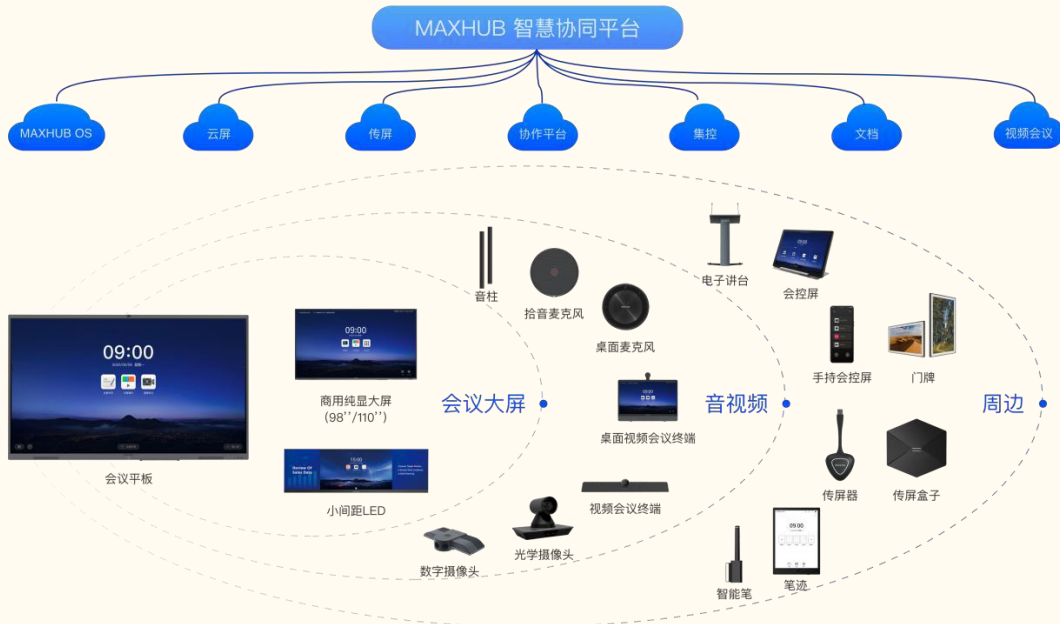 MAXHUB 智慧协同平台
MAXHUB OS
云屏
传屏
协作平台
集控
文档
视频会议
音柱
拾音麦克风
桌面麦克风
电子讲台
会控屏
手持会控屏
门牌
09:00
会议平板
09:00
商用纯显大屏
(98’’/110’’)
会议大屏
音视频
周边
桌面视频会议终端
小间距LED
视频会议终端
光学摄像头
数字摄像头
传屏器
传屏盒子
09:00
智能笔
笔迹